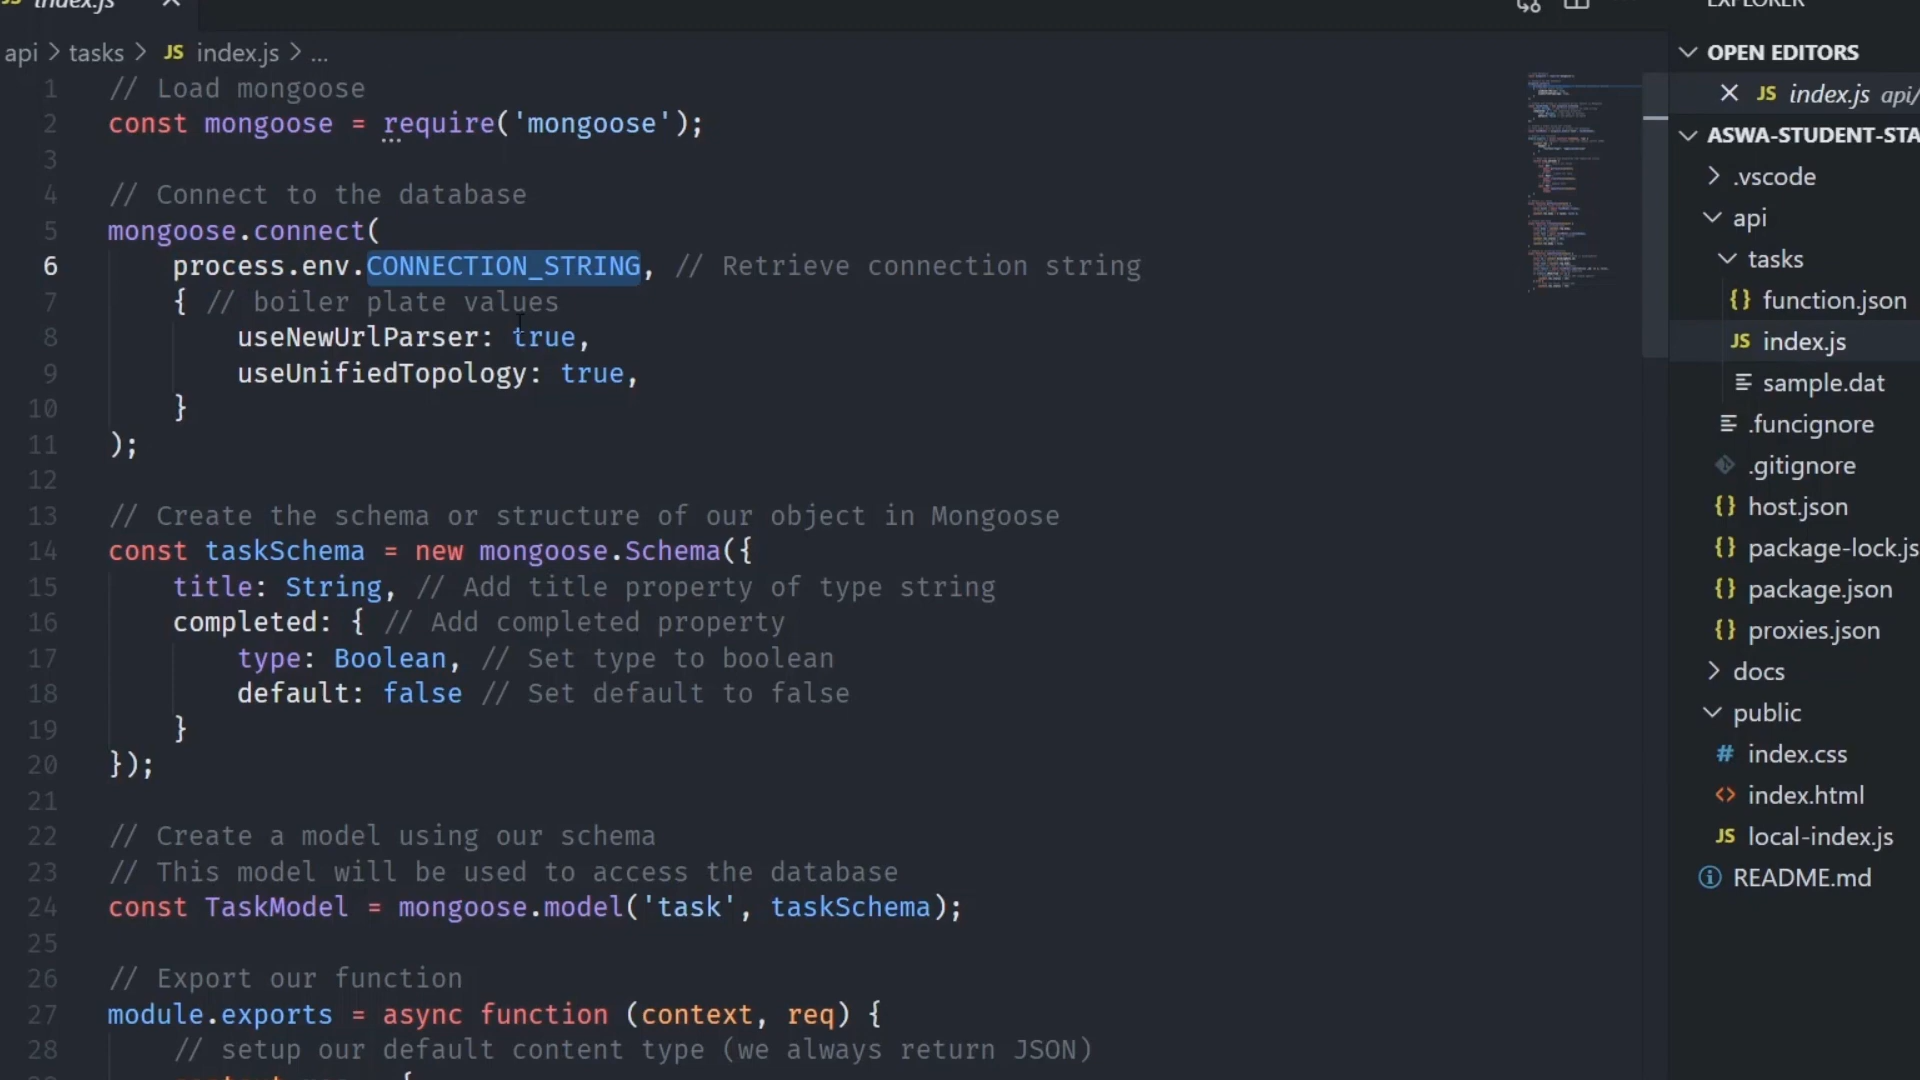 index.js
EXPLORER
api > tasks > JS index.js > ...
1 // Load mongoose
2 const mongoose = require('mongoose');
3
4 // Connect to the database
5 mongoose.connect(
6 process.env.CONNECTION_STRING, // Retrieve connection string
7 { // boiler plate values
8 useNewUrlParser: true,
9 useUnifiedTopology: true,
10 }
11 );
12
13 // Create the schema or structure of our object in Mongoose
14 const taskSchema = new mongoose.Schema({
15 title: String, // Add title property of type string
16 completed: { // Add completed property
17 type: Boolean, // Set type to boolean
18 default: false // Set default to false
19 }
20 });
21
22 // Create a model using our schema
23 // This model will be used to access the database
24 const TaskModel = mongoose.model('task', taskSchema);
25
26 // Export our function
27 module.exports = async function (context, req) {
28 // setup our default content type (we always return JSON)
OPEN EDITORS
JS index.js api/
ASWA-STUDENT-STA
.vscode
api
tasks
{} function.json
JS index.js
sample.dat
.funcignore
.gitignore
{} host.json
{} package-lock.js
{} package.json
{} proxies.json
docs
public
# index.css
<> index.html
JS local-index.js
README.md